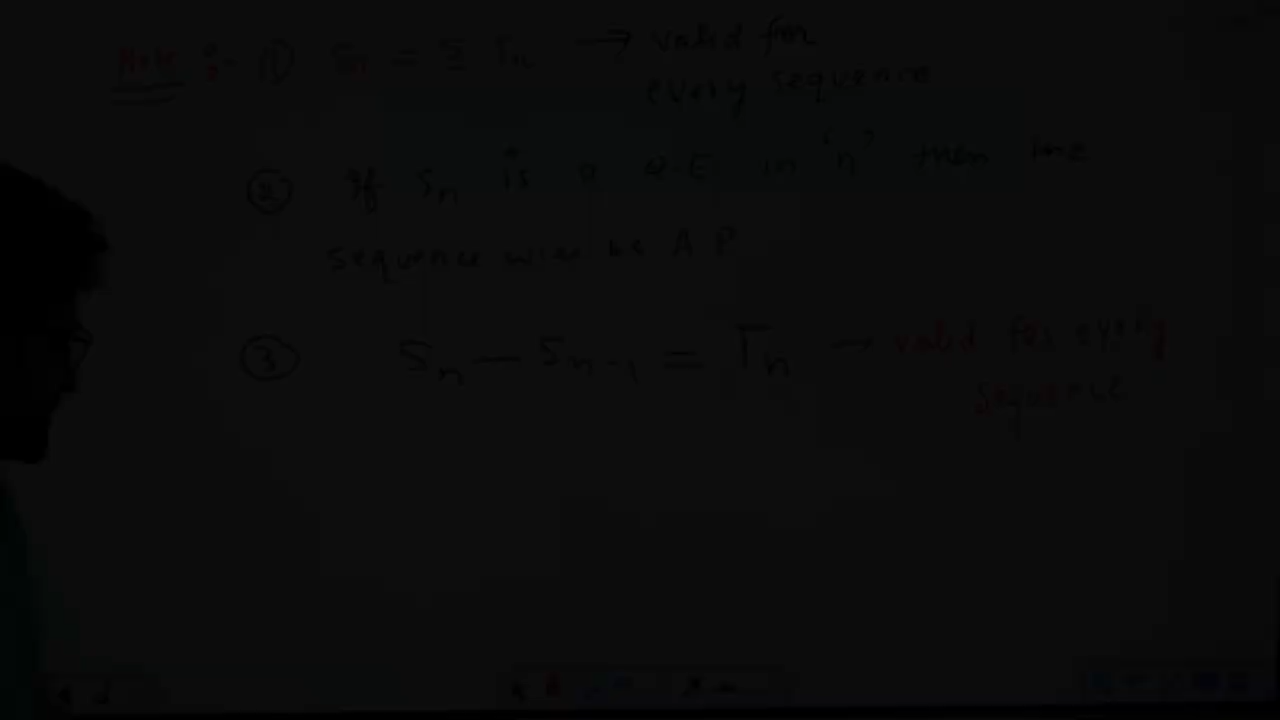 Note :- ① Sn = Σ Tn → valid for
every sequence
② If Sn is a Q.E in 'n' then the
sequence will be A P
③ Sn - Sn-1 = Tn → valid for every
sequence